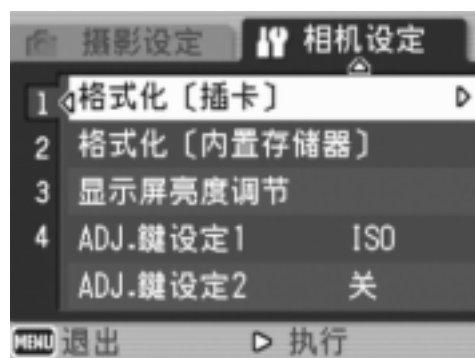 摄影设定 相机设定
1 格式化〔插卡〕
2 格式化〔内置存储器〕
3 显示屏亮度调节
4 ADJ.鍵设定1 ISO
ADJ.鍵设定2 关
MENU 退出 执行